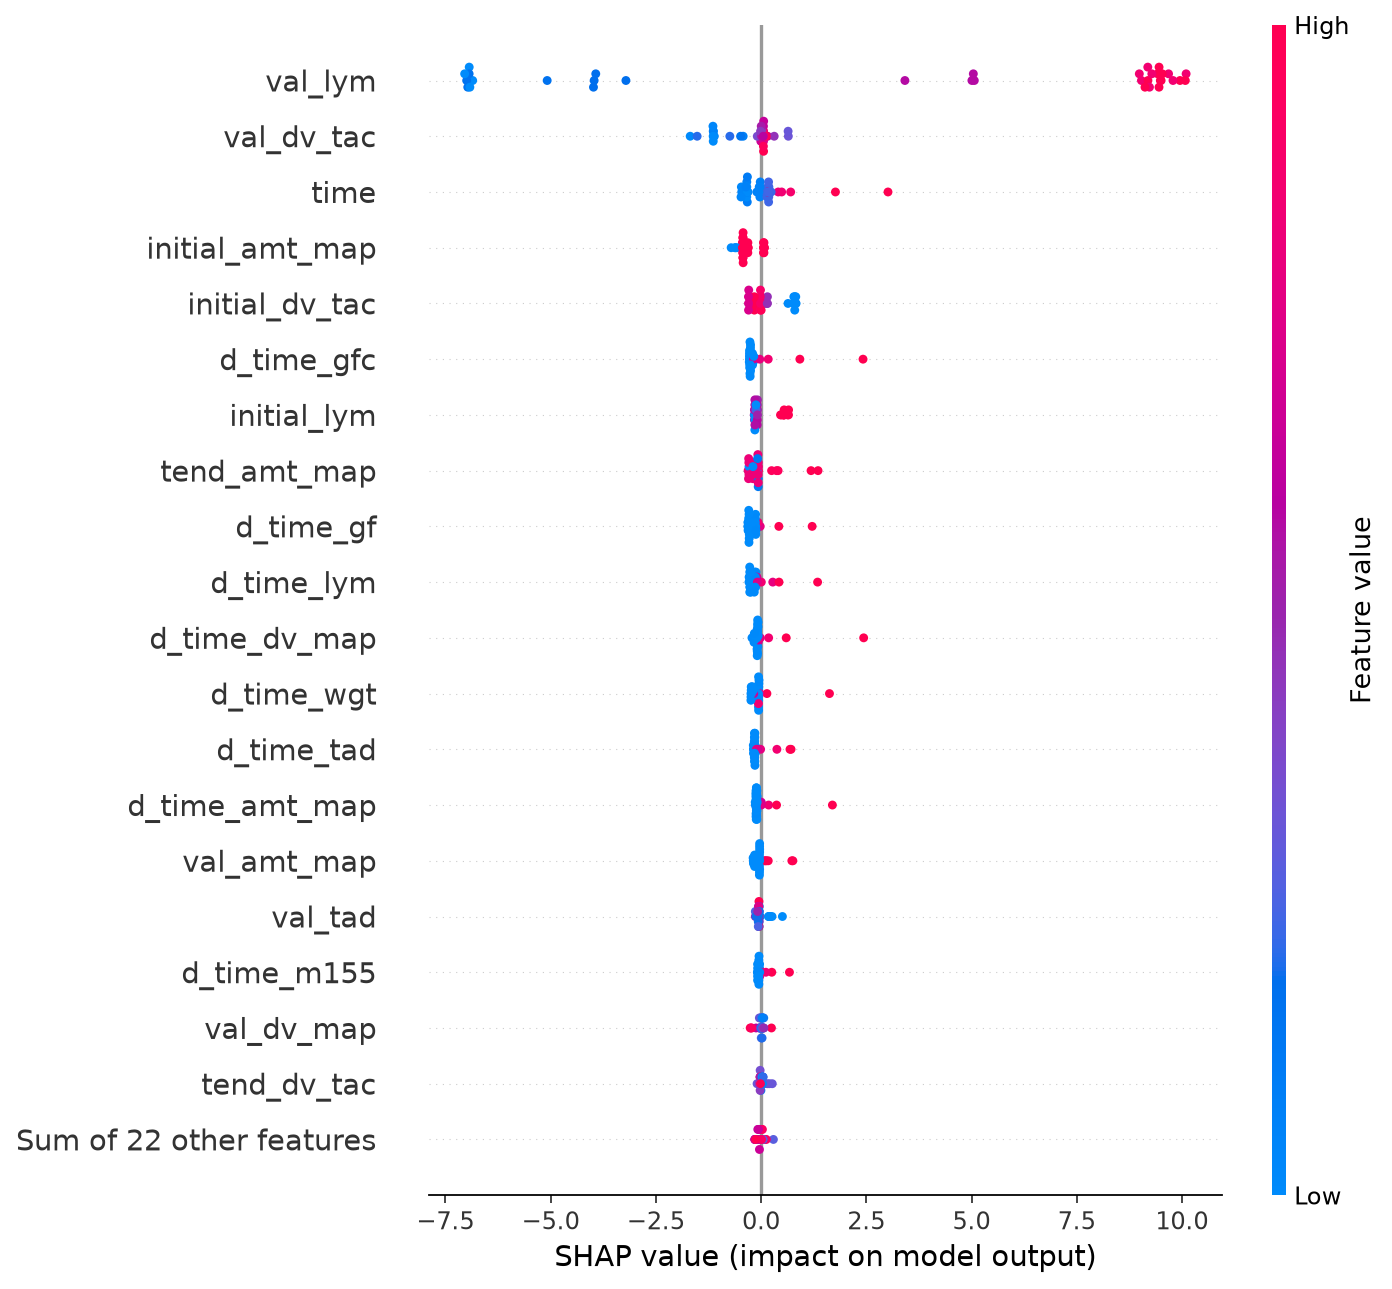 High
val_lym
val_dv_tac
time
initial_amt_map
initial_dv_tac
d_time_gfc
initial_lym
tend_amt_map
d_time_gf
d_time_lym
d_time_dv_map
d_time_wgt
d_time_tad
d_time_amt_map
val_amt_map
val_tad
d_time_m155
val_dv_map
tend_dv_tac
Sum of 22 other features
Feature value
Low
−7.5 −5.0 −2.5 0.0 2.5 5.0 7.5 10.0
SHAP value (impact on model output)